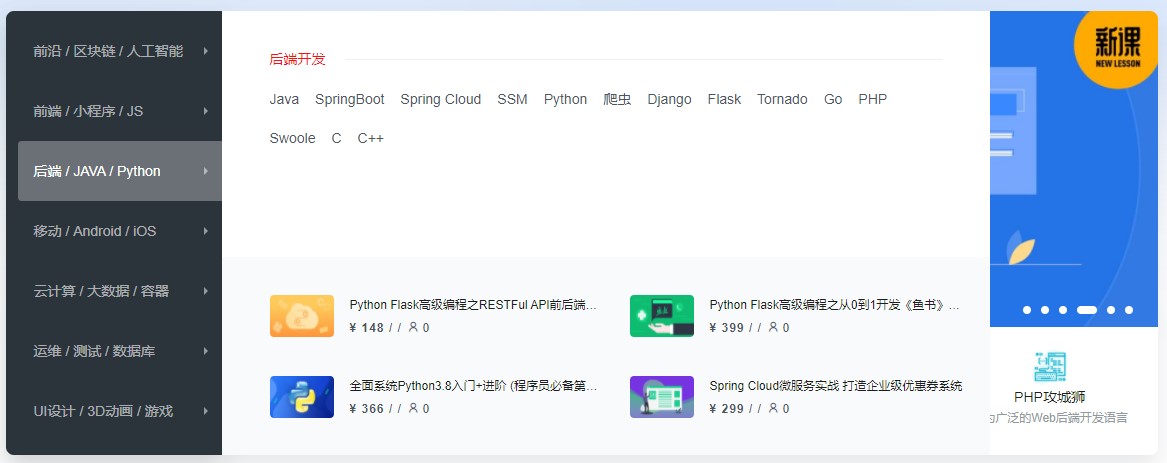 前沿 / 区块链 / 人工智能
前端 / 小程序 / JS
后端 / JAVA / Python
移动 / Android / iOS
云计算 / 大数据 / 容器
运维 / 测试 / 数据库
UI设计 / 3D动画 / 游戏
后端开发
Java SpringBoot Spring Cloud SSM Python 爬虫 Django Flask Tornado Go PHP
Swoole C C++
Python Flask高级编程之RESTFul API前后端...
¥ 148 / / 0
Python Flask高级编程之从0到1开发《鱼书》...
¥ 399 / / 0
全面系统Python3.8入门+进阶 (程序员必备第...
¥ 366 / / 0
Spring Cloud微服务实战 打造企业级优惠券系统
¥ 299 / / 0
新课
NEW LESSON
PHP攻城狮
广泛的Web后端开发语言